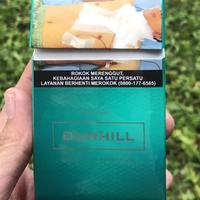 ROKOK MERENGGUT,
KEBAHAGIAAN SAYA SATU PERSATU
LAYANAN BERHENTI MEROKOK (0800-177-6565)
DUNHILL